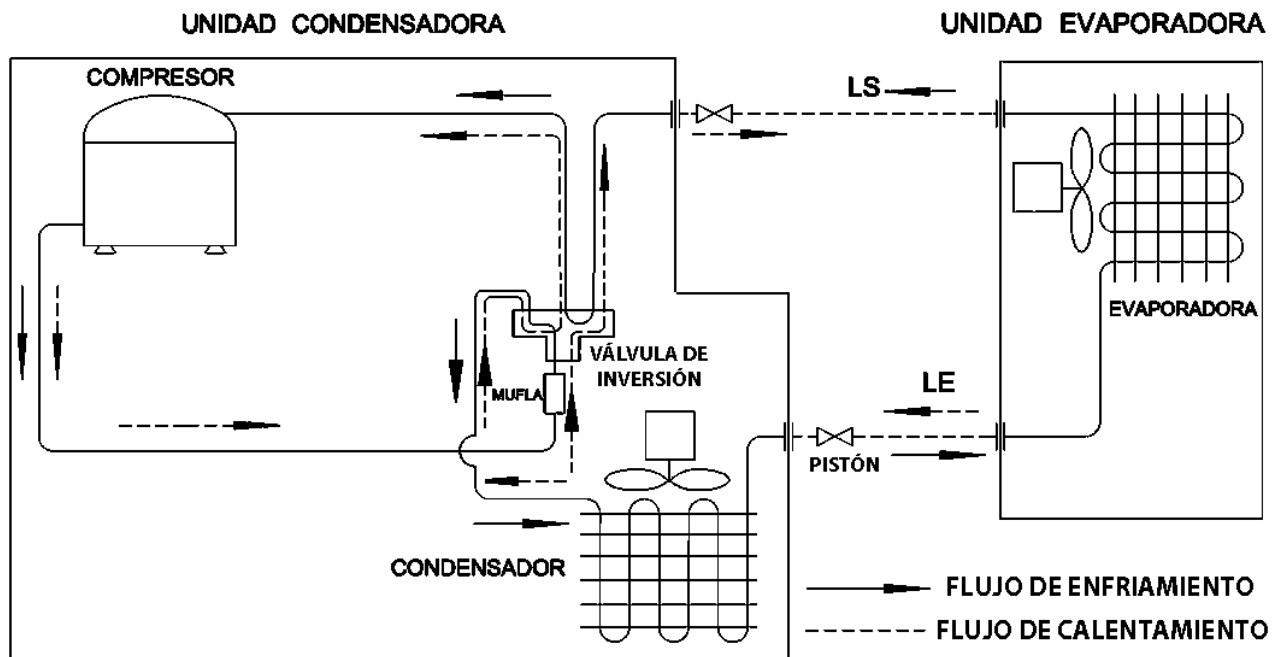 UNIDAD CONDENSADORA
UNIDAD EVAPORADORA
COMPRESOR
LS
EVAPORADORA
VÁLVULA DE
INVERSIÓN
MUFLA
LE
PISTÓN
CONDENSADOR
FLUJO DE ENFRIAMIENTO
FLUJO DE CALENTAMIENTO